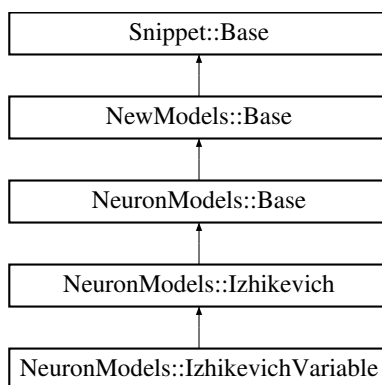 Snippet::Base
NewModels::Base
NeuronModels::Base
NeuronModels::Izhikevich
NeuronModels::IzhikevichVariable